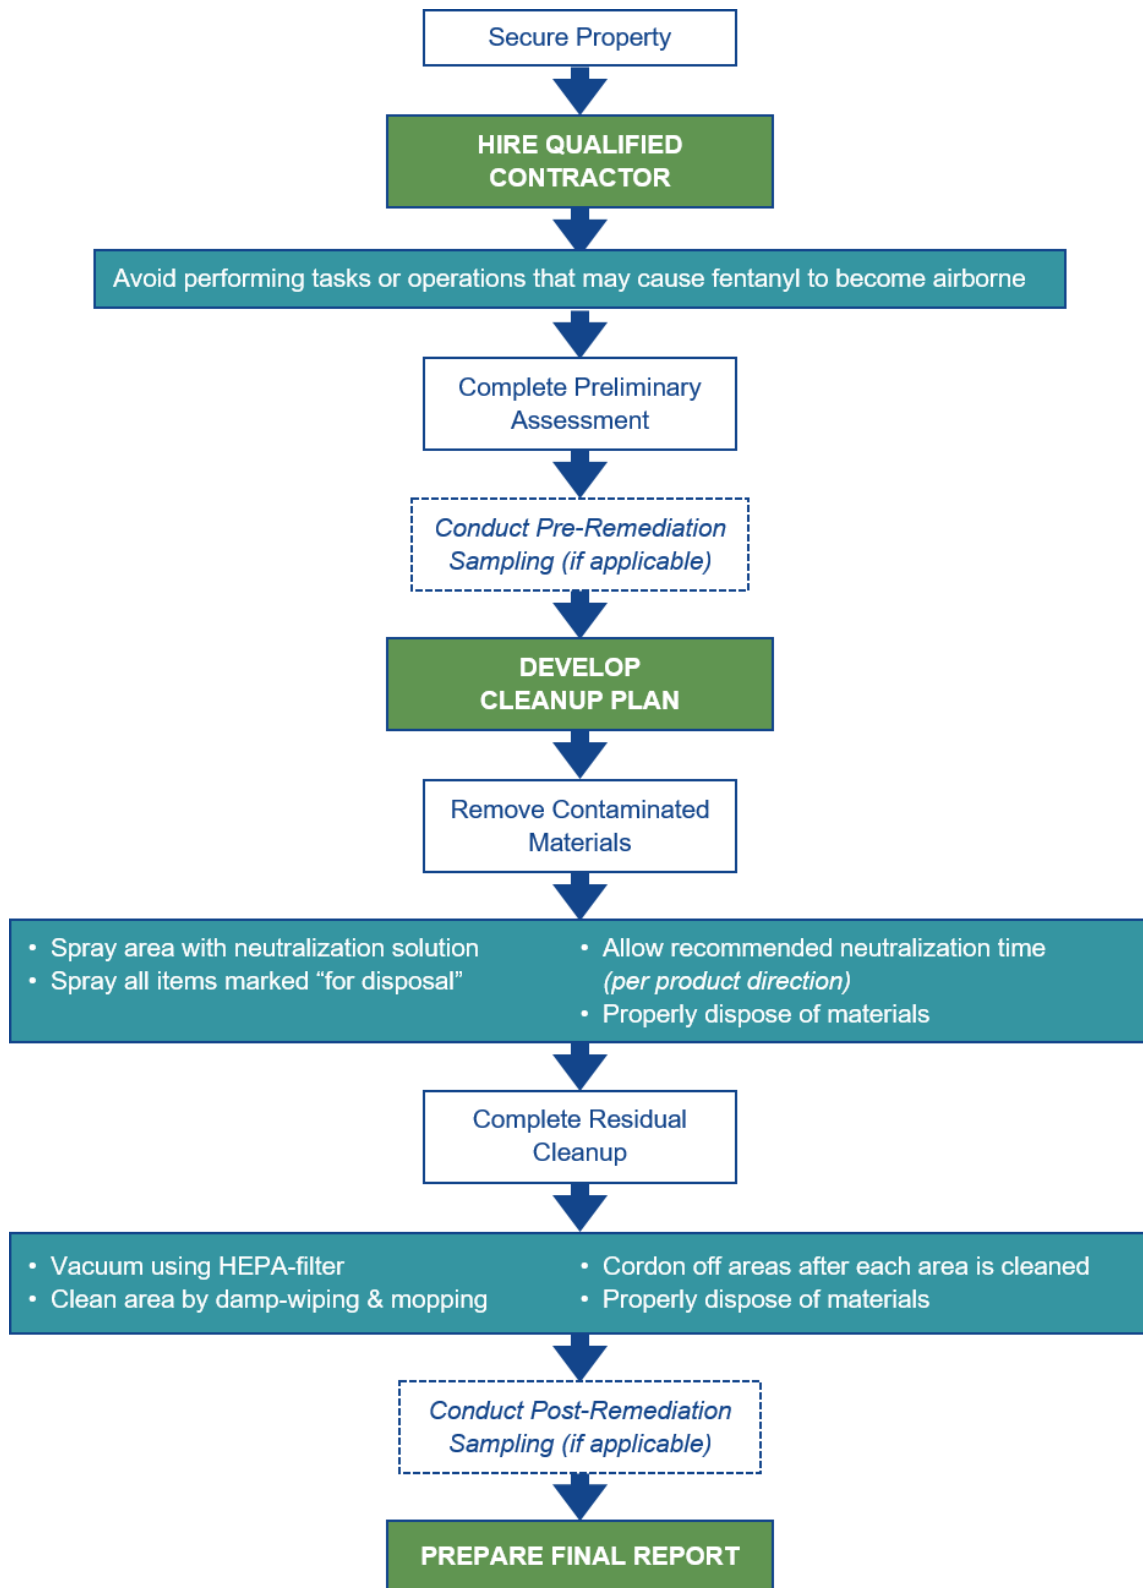 Secure Property
HIRE QUALIFIED
CONTRACTOR
Avoid performing tasks or operations that may cause fentanyl to become airborne
Complete Preliminary
Assessment
Conduct Pre-Remediation
Sampling (if applicable)
DEVELOP
CLEANUP PLAN
Remove Contaminated
Materials
• Spray area with neutralization solution
• Spray all items marked “for disposal”
• Allow recommended neutralization time
(per product direction)
• Properly dispose of materials
Complete Residual
Cleanup
• Vacuum using HEPA-filter
• Clean area by damp-wiping & mopping
• Cordon off areas after each area is cleaned
• Properly dispose of materials
Conduct Post-Remediation
Sampling (if applicable)
PREPARE FINAL REPORT